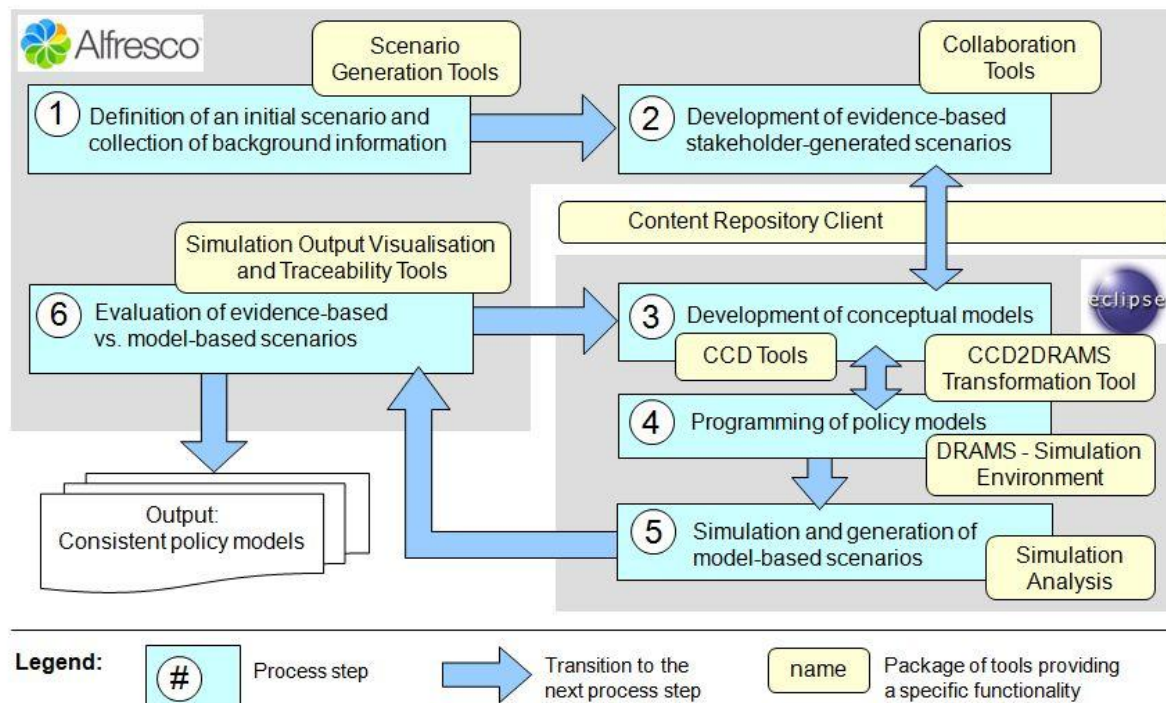 Alfresco
Scenario
Generation Tools
Collaboration
Tools
1
Definition of an initial scenario and
collection of background information
2
Development of evidence-based
stakeholder-generated scenarios
Content Repository Client
Simulation Output Visualisation
and Traceability Tools
eclipse
6
Evaluation of evidence-based
vs. model-based scenarios
3
Development of conceptual models
CCD Tools
CCD2DRAMS
Transformation Tool
4
Programming of policy models
DRAMS - Simulation
Environment
Output:
Consistent policy models
5
Simulation and generation of
model-based scenarios
Simulation
Analysis
Legend:
#
Process step
Transition to the
next process step
name
Package of tools providing
a specific functionality